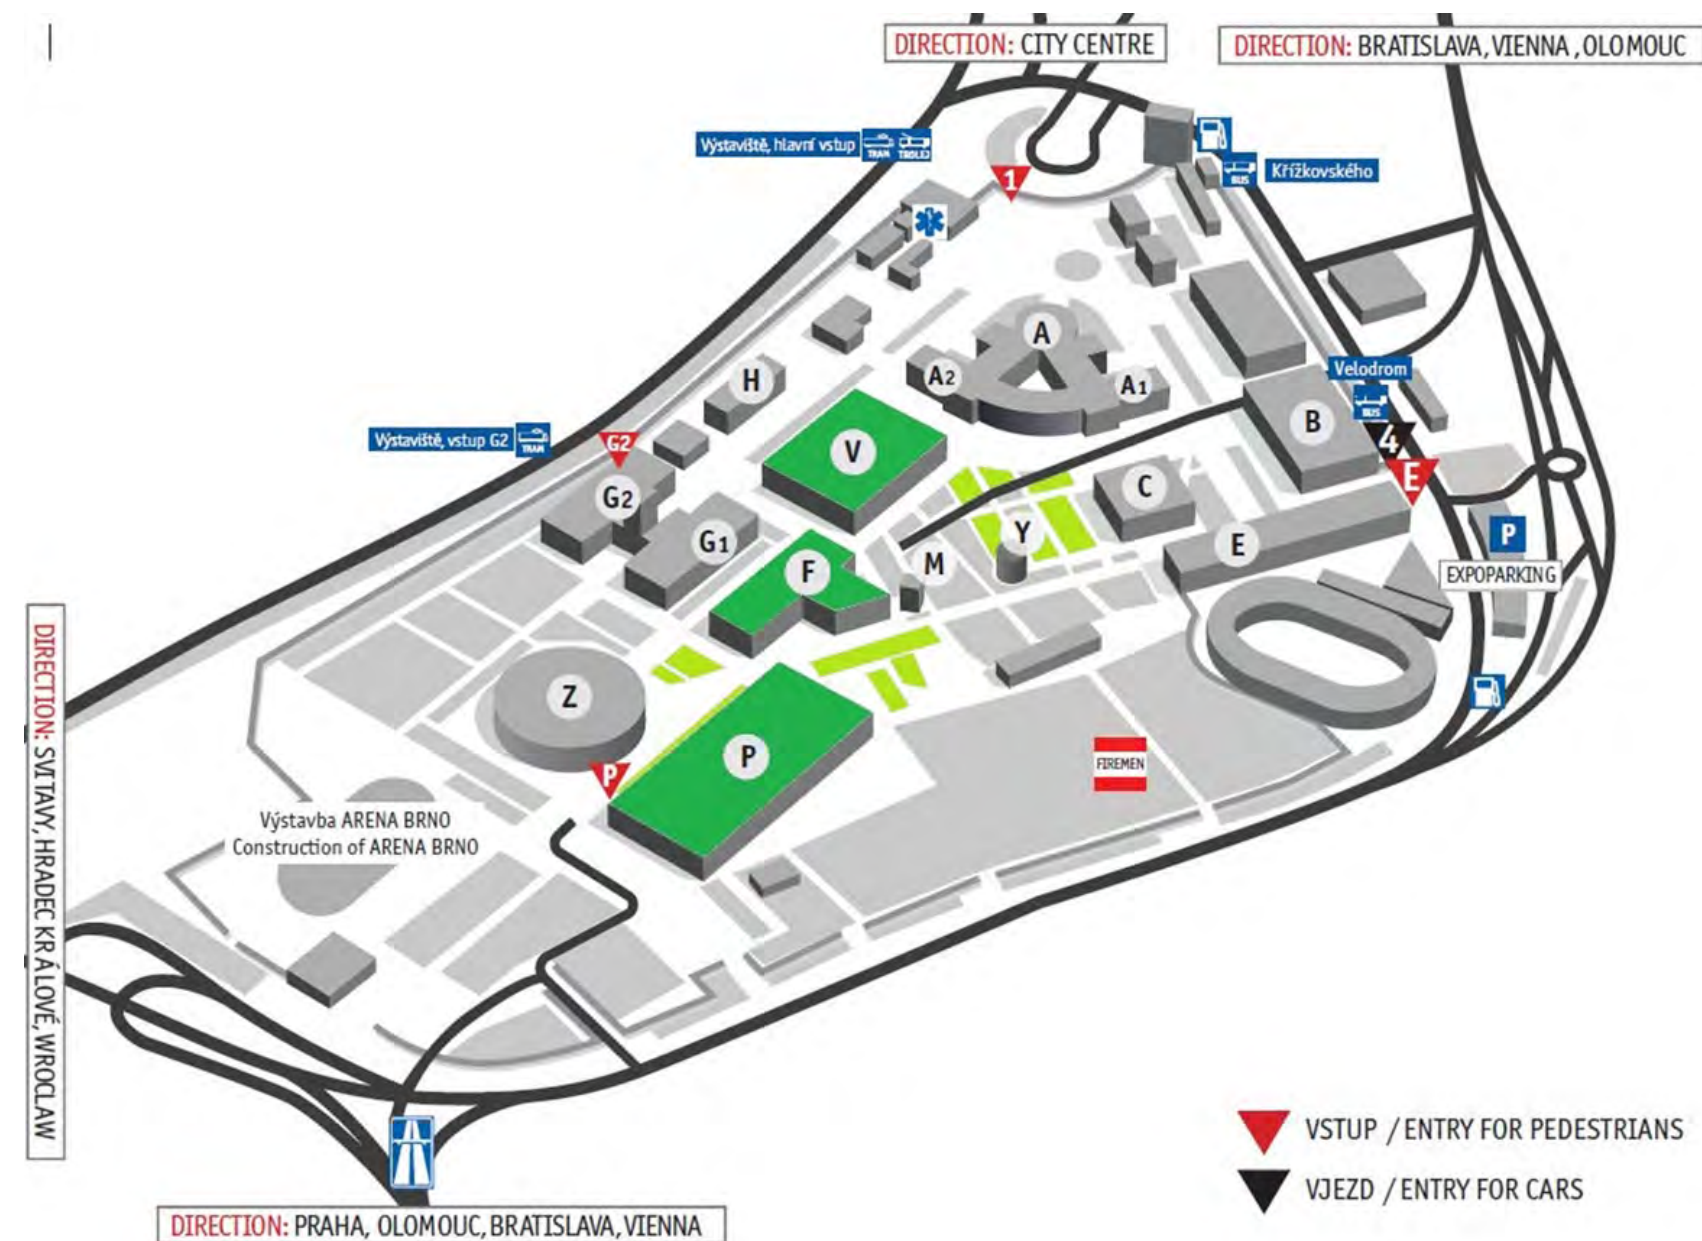 DIRECTION: CITY CENTRE
DIRECTION: BRATISLAVA, VIENNA , OLOMOUC
Výstaviště, hlavní vstup
TRAM
TROLEJ
1
BUS
Křížkovského
A
A2
A1
H
Velodrom
BUS
B
4
E
Výstaviště, vstup G2
TRAM
G2
V
G2
C
G1
Y
E
P
F
M
EXPOPARKING
Z
P
P
FIREMEN
Výstavba ARENA BRNO
Construction of ARENA BRNO
DIRECTION: SVITAVY, HRADEC KRÁLOVÉ, WROCLAW
VSTUP / ENTRY FOR PEDESTRIANS
VJEZD / ENTRY FOR CARS
DIRECTION: PRAHA, OLOMOUC, BRATISLAVA, VIENNA